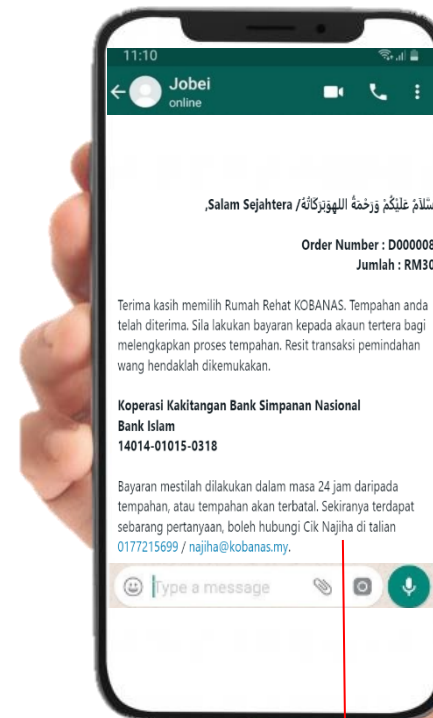 11:10
Jobei
online
سَّلاَمُ عَلَيْكُمْ وَرَحْمَةُ اللهِوَبَرَكَاتُهُ/ Salam Sejahtera,
Order Number : D000008
Jumlah : RM30
Terima kasih memilih Rumah Rehat KOBANAS. Tempahan anda
telah diterima. Sila lakukan bayaran kepada akaun tertera bagi
melengkapkan proses tempahan. Resit transaksi pemindahan
wang hendaklah dikemukakan.
Koperasi Kakitangan Bank Simpanan Nasional
Bank Islam
14014-01015-0318
Bayaran mestilah dilakukan dalam masa 24 jam daripada
tempahan, atau tempahan akan terbatal. Sekiranya terdapat
sebarang pertanyaan, boleh hubungi Cik Najiha di talian
0177215699 / najiha@kobanas.my.
Type a message